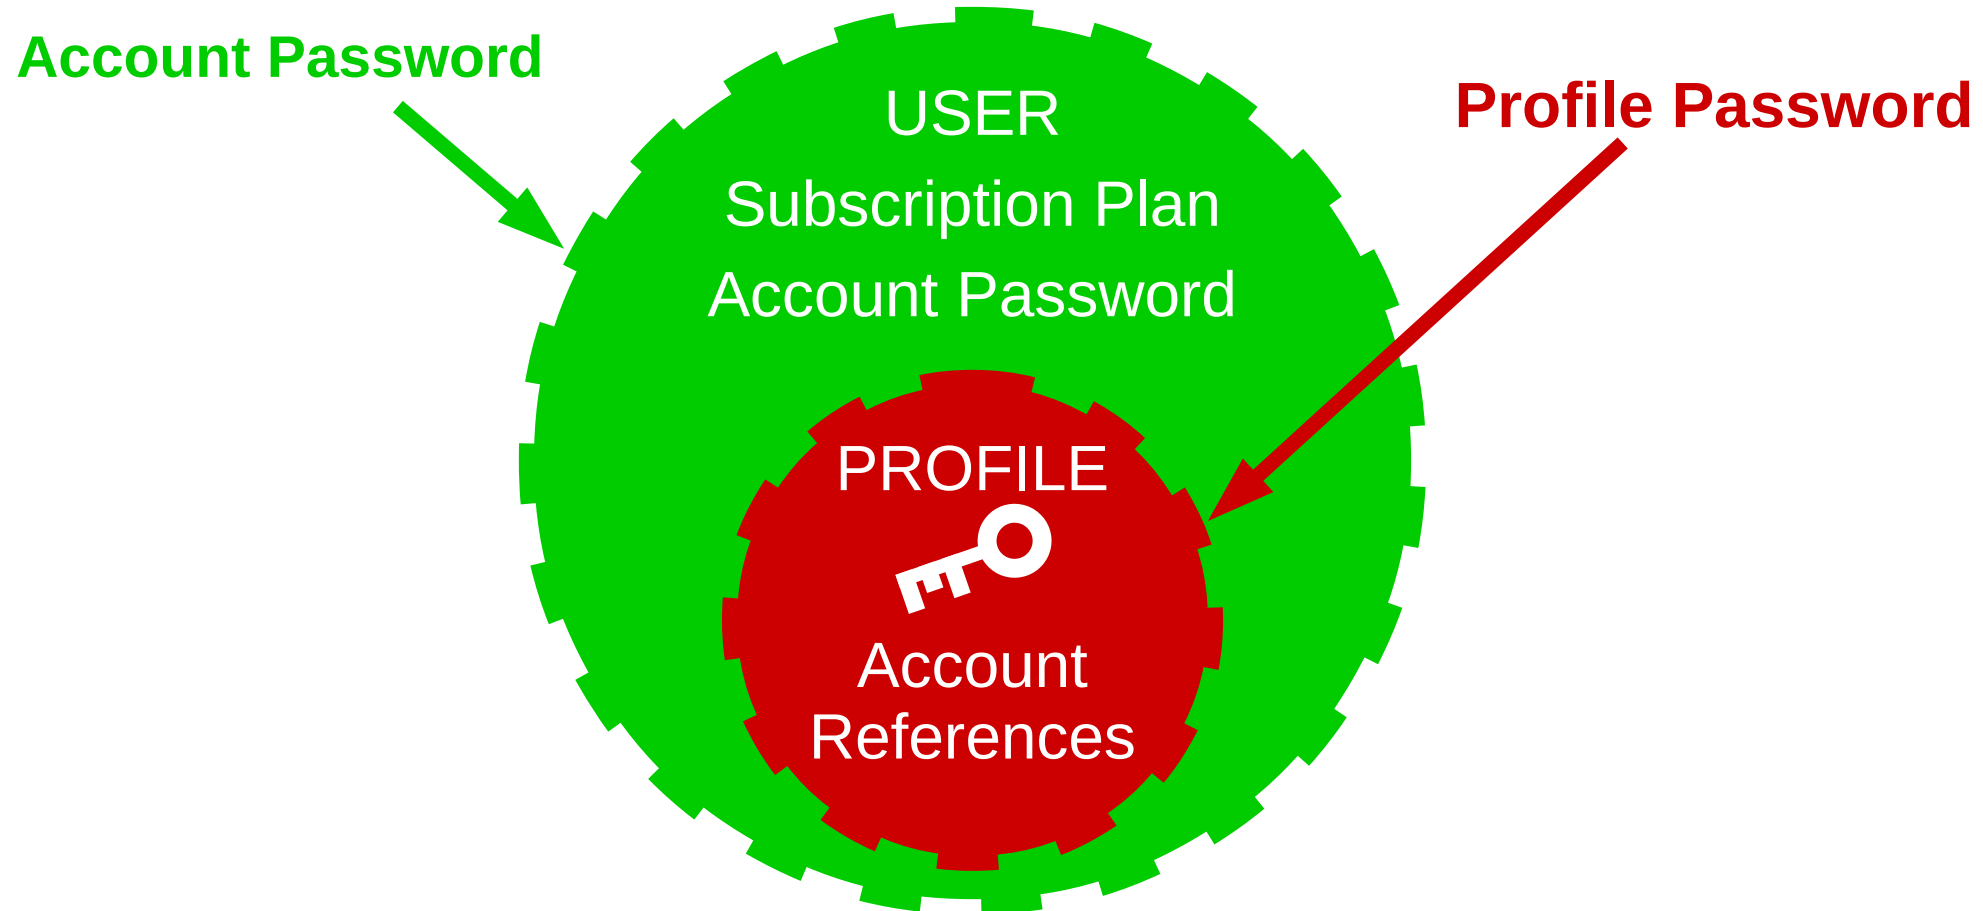 Account Password
Profile Password
USER
Subscription Plan
Account Password
PROFILE
Account
References